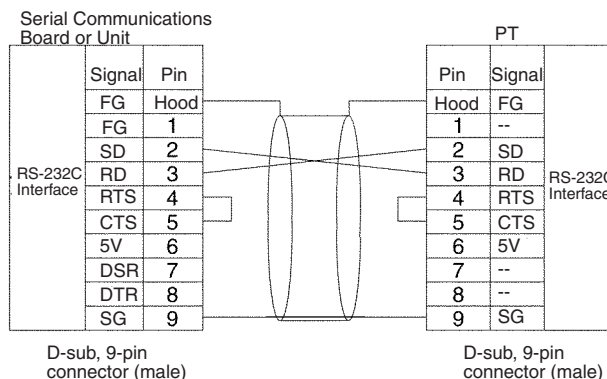 Serial Communications
Board or Unit
PT
Signal Pin
Pin Signal
FG Hood
Hood FG
FG 1
1 --
SD 2
2 SD
RD 3
3 RD
RS-232C
Interface
RS-232C
Interface
RTS 4
4 RTS
CTS 5
5 CTS
5V 6
6 5V
DSR 7
7 --
DTR 8
8 --
SG 9
9 SG
D-sub, 9-pin
connector (male)
D-sub, 9-pin
connector (male)